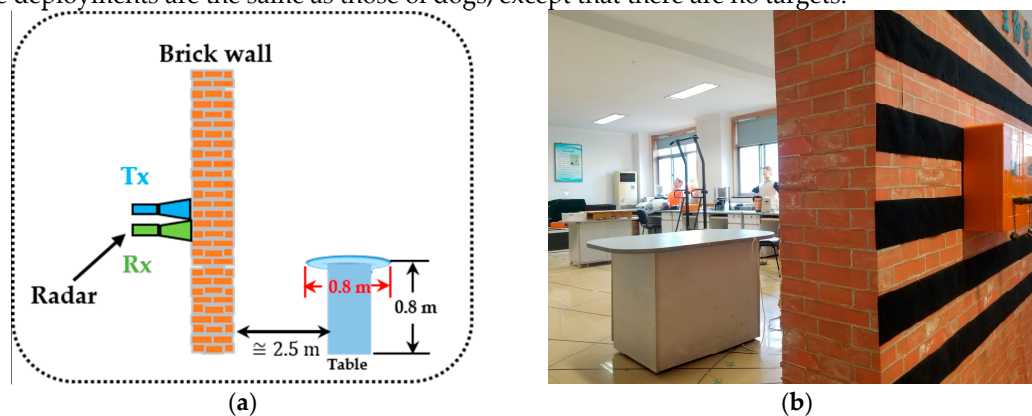 e deployments are the same as those of dogs, except that there are no targets.
Brick wall
Tx
Rx
Radar
0.8 m
0.8 m
≅ 2.5 m
Table
(a)
(b)